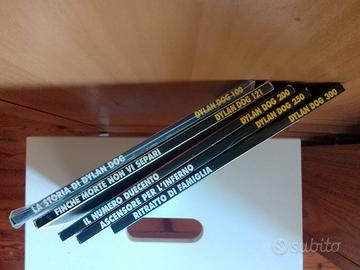 LA STORIA DI DYLAN DOG DYLAN DOG 100
FINCHE' MORTE NON VI SEPARI DYLAN DOG 121
IL NUMERO DUECENTO DYLAN DOG 200
ASCENSORE PER L'INFERNO DYLAN DOG 250
RITRATTO DI FAMIGLIA DYLAN DOG 300
subito